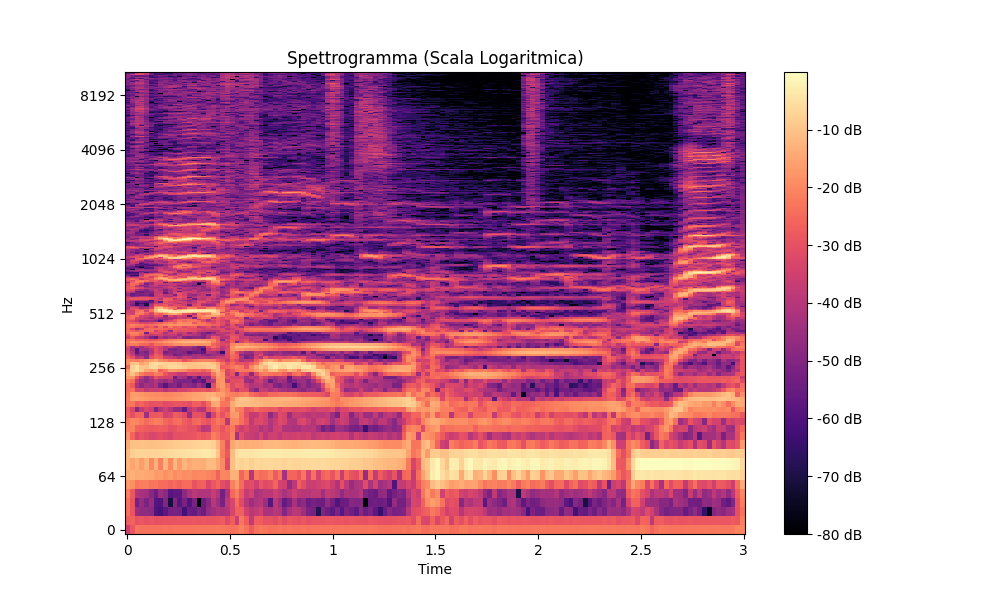 Spettrogramma (Scala Logaritmica)
8192
4096
2048
1024
512
256
128
64
0
Hz
0
0.5
1
1.5
2
2.5
3
Time
-10 dB
-20 dB
-30 dB
-40 dB
-50 dB
-60 dB
-70 dB
-80 dB